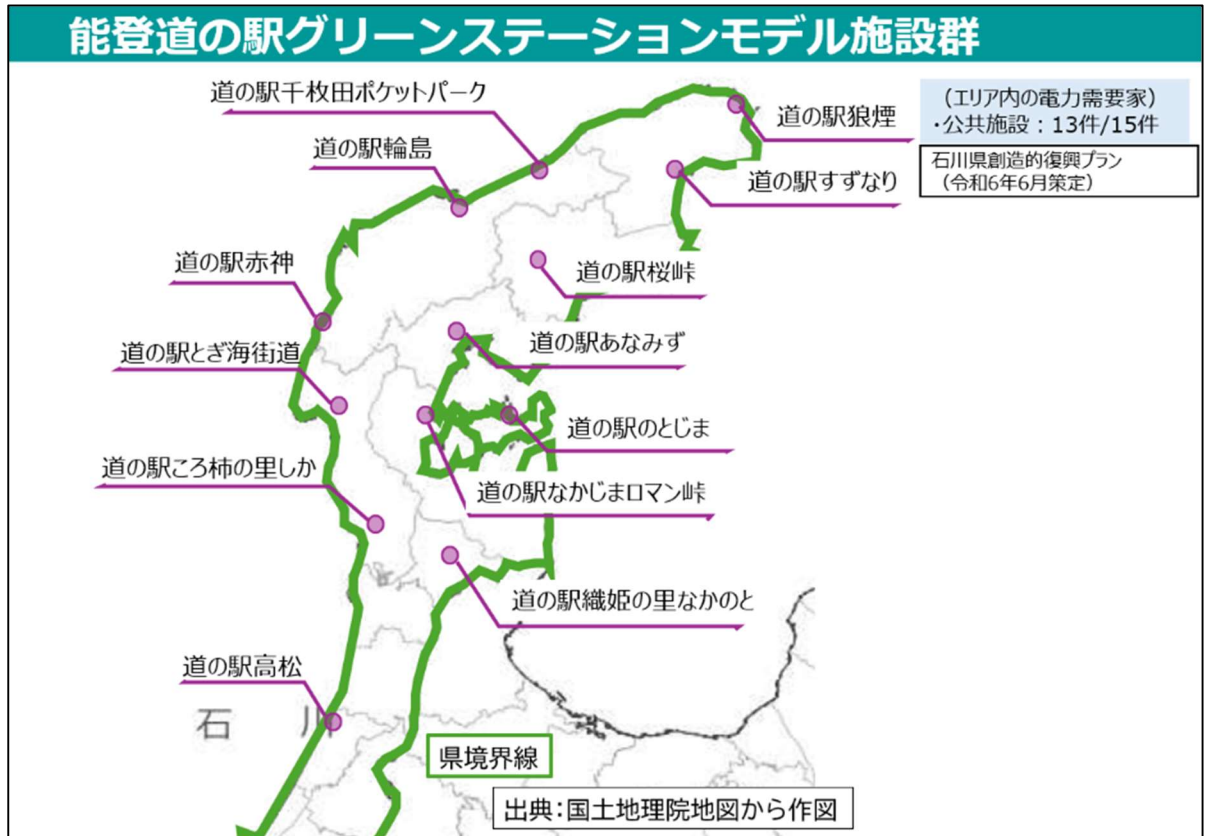 能登道の駅グリーンステーションモデル施設群
道の駅千枚田ポケットパーク
道の駅狼煙
(エリア内の電力需要家)
・公共施設:13件/15件
道の駅輪島
石川県創造的復興プラン
(令和6年6月策定)
道の駅すずなり
道の駅赤神
道の駅桜峠
道の駅とぎ海街道
道の駅あなみず
道の駅のとじま
道の駅ころ柿の里しか
道の駅なかじまロマン峠
道の駅織姫の里なかのと
道の駅高松
石 川
県境界線
出典:国土地理院地図から作図